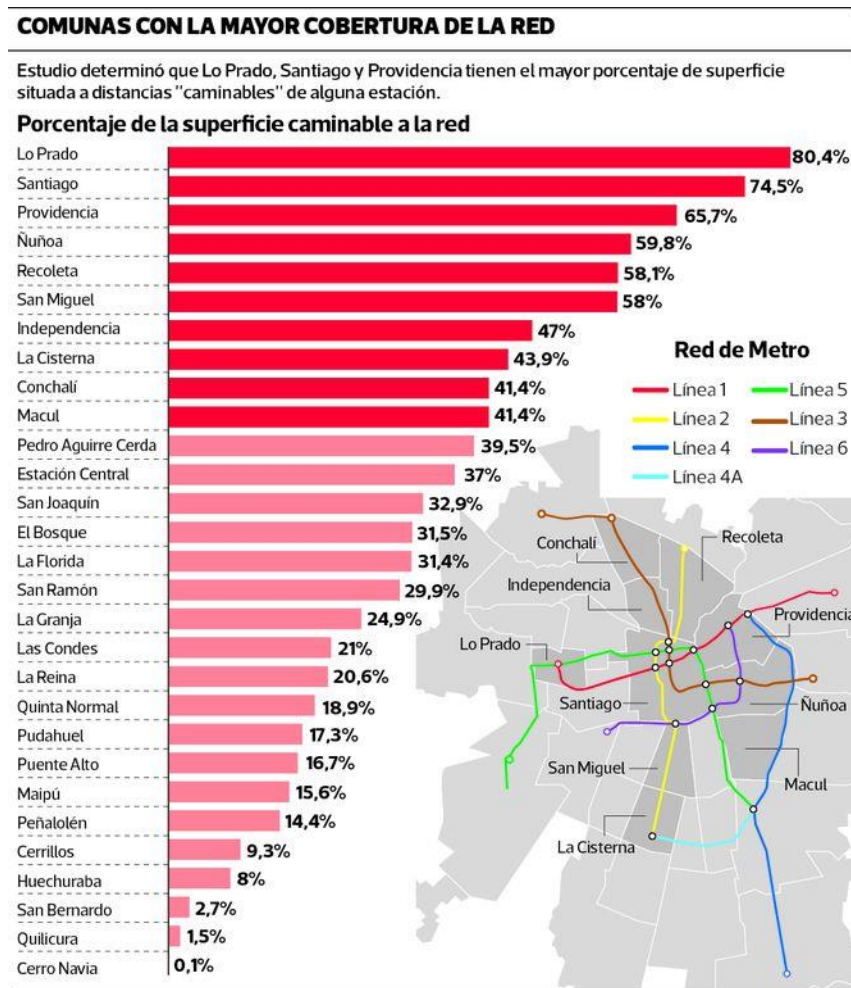 COMUNAS CON LA MAYOR COBERTURA DE LA RED
Estudio determinó que Lo Prado, Santiago y Providencia tienen el mayor porcentaje de superficie
situada a distancias "caminables" de alguna estación.
Porcentaje de la superficie caminable a la red
Lo Prado 80,4%
Santiago 74,5%
Providencia 65,7%
Ñuñoa 59,8%
Recoleta 58,1%
San Miguel 58%
Independencia 47%
La Cisterna 43,9%
Conchalí 41,4%
Macul 41,4%
Pedro Aguirre Cerda 39,5%
Estación Central 37%
San Joaquín 32,9%
El Bosque 31,5%
La Florida 31,4%
San Ramón 29,9%
La Granja 24,9%
Las Condes 21%
La Reina 20,6%
Quinta Normal 18,9%
Pudahuel 17,3%
Puente Alto 16,7%
Maipú 15,6%
Peñalolén 14,4%
Cerrillos 9,3%
Huechuraba 8%
San Bernardo 2,7%
Quilicura 1,5%
Cerro Navia 0,1%
Red de Metro
Línea 1 Línea 5
Línea 2 Línea 3
Línea 4 Línea 6
Línea 4A
Conchalí
Recoleta
Independencia
Providencia
Lo Prado
Santiago
Ñuñoa
San Miguel
Macul
La Cisterna